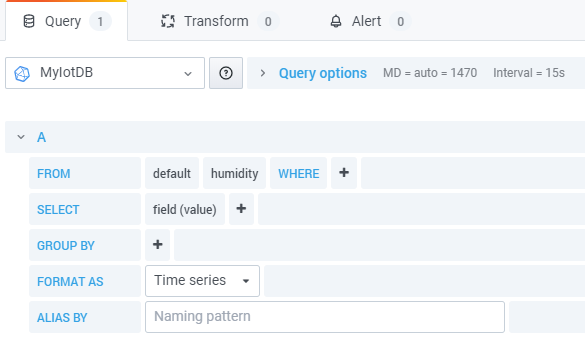 Query 1 Transform 0 Alert 0
MyIotDB ? > Query options MD = auto = 1470 Interval = 15s
A
FROM default humidity WHERE +
SELECT field (value) +
GROUP BY +
FORMAT AS Time series
ALIAS BY Naming pattern